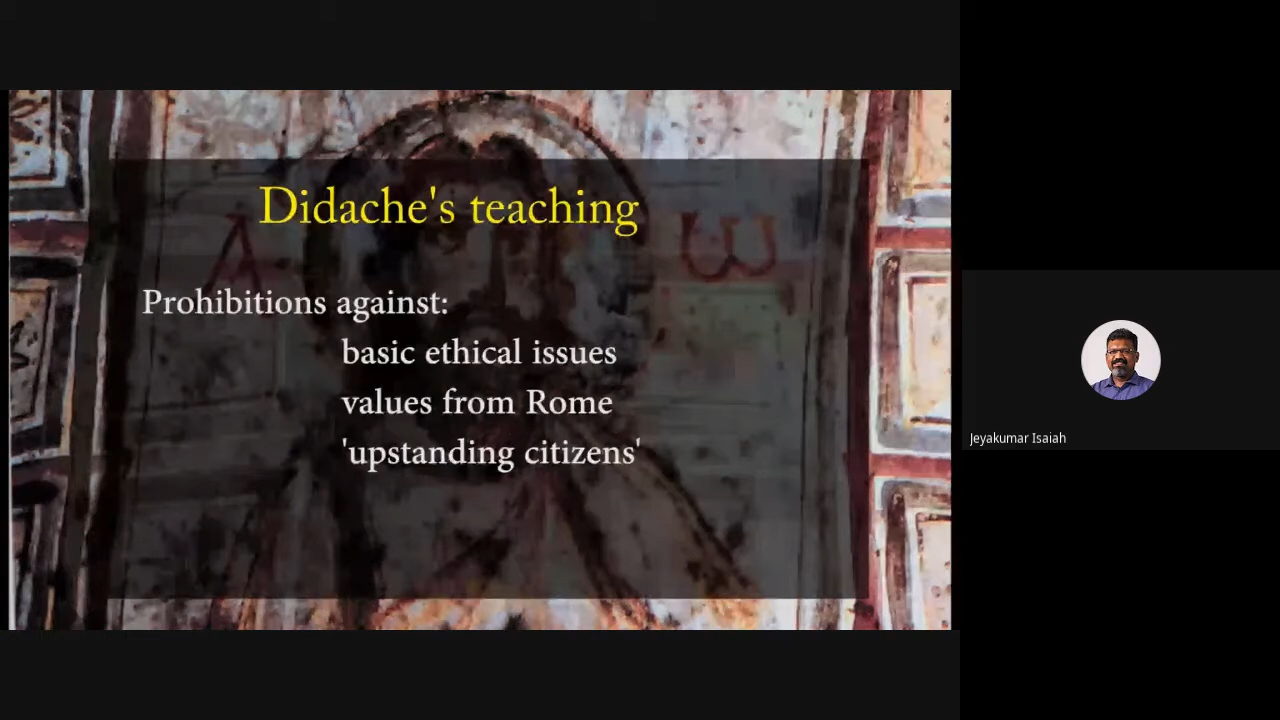 Didache's teaching
A ω
Prohibitions against:
basic ethical issues
values from Rome
'upstanding citizens'
Jeyakumar Isaiah